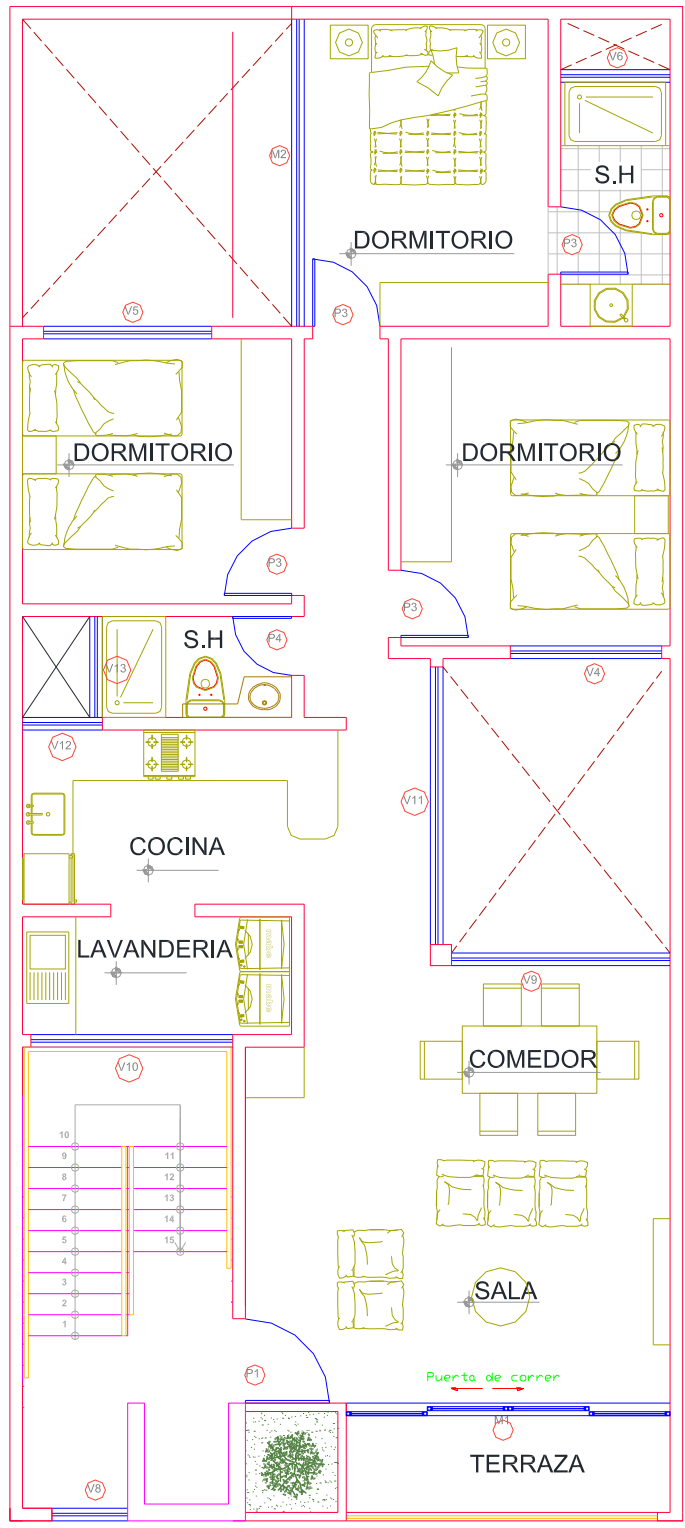 V6
M2
S.H
DORMITORIO
P3
V5
P3
DORMITORIO
DORMITORIO
P3
P3
S.H
P4
V13
V4
V12
V11
COCINA
LAVANDERIA
V9
V10
COMEDOR
10
9
11
8
12
7
13
6
14
5
15
4
3
2
1
SALA
P1
Puerta de correr
M1
TERRAZA
V8